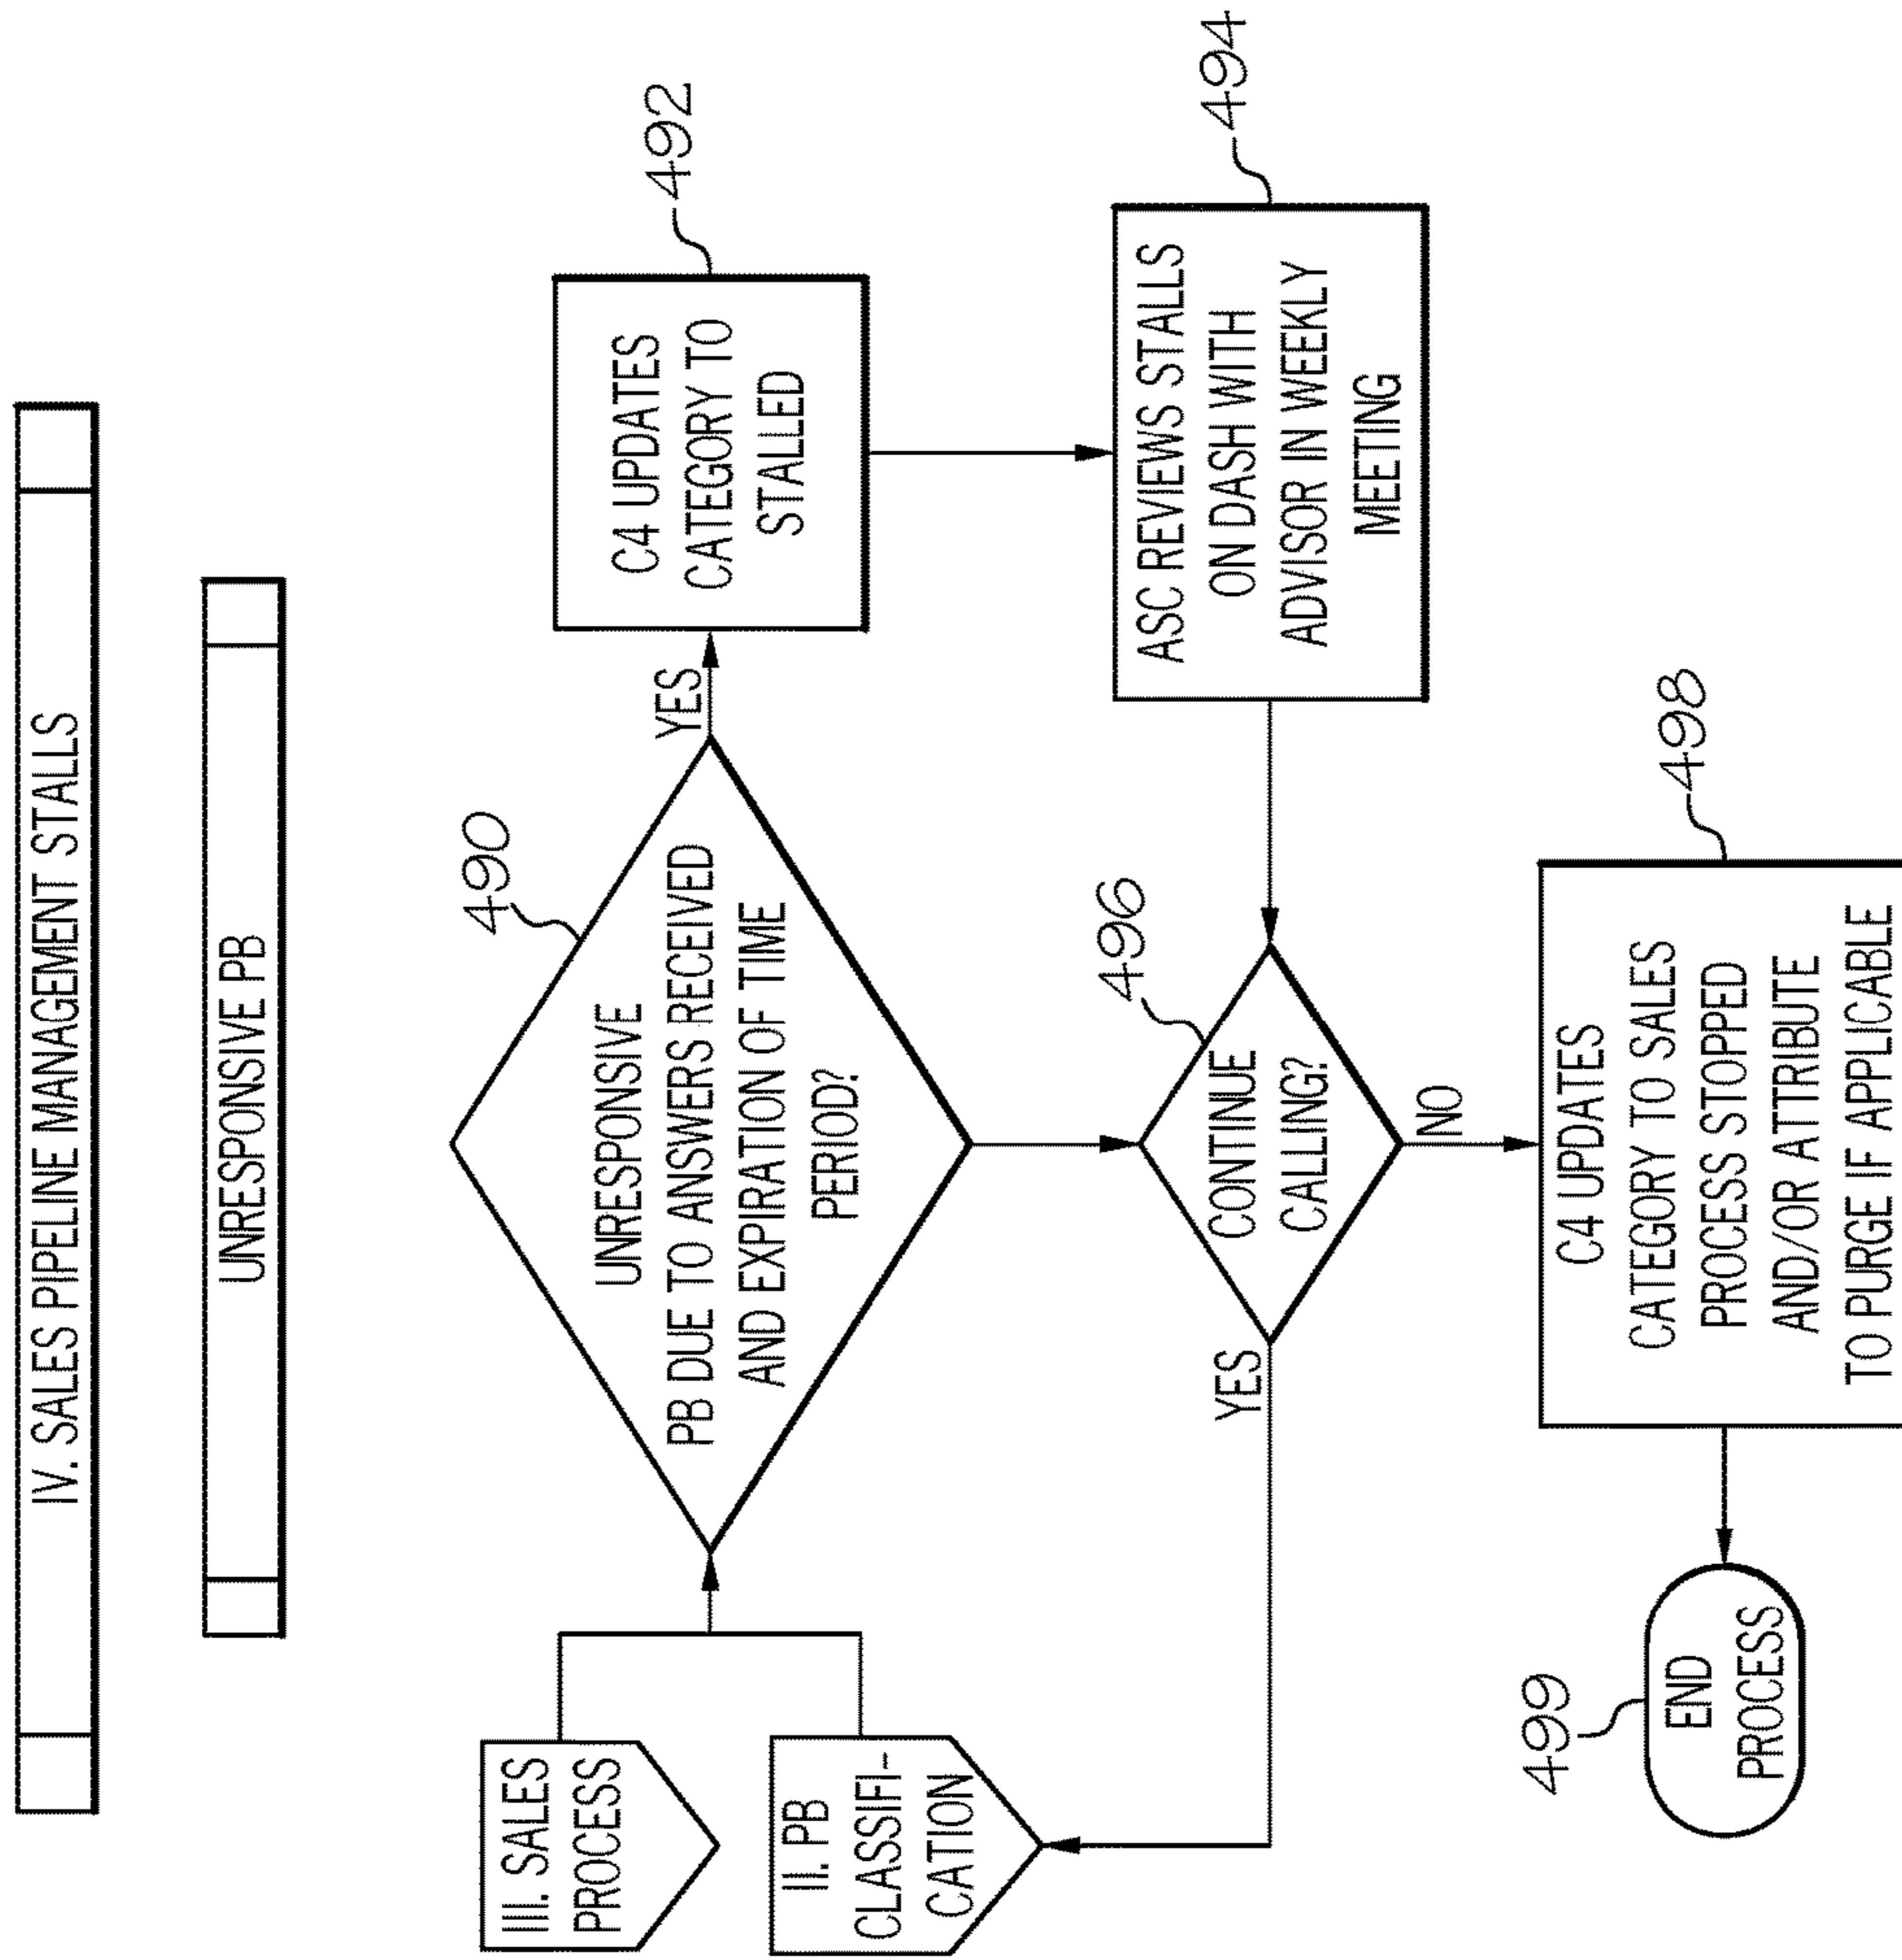 IV. SALES PIPELINE MANAGEMENT STALLS
UNRESPONSIVE PB
III. SALES
PROCESS
II. PB
CLASSIFI-
CATION
490
UNRESPONSIVE
PB DUE TO ANSWERS RECEIVED
AND EXPIRATION OF TIME
PERIOD?
YES
492
C4 UPDATES
CATEGORY TO
STALLED
494
ASC REVIEWS STALLS
ON DASH WITH
ADVISOR IN WEEKLY
MEETING
496
CONTINUE
CALLING?
YES
NO
498
C4 UPDATES
CATEGORY TO SALES
PROCESS STOPPED
AND/OR ATTRIBUTE
TO PURGE IF APPLICABLE
499
END
PROCESS